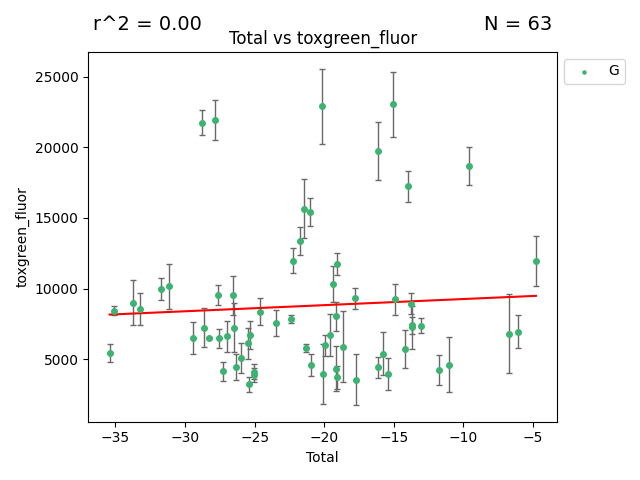 r^2 = 0.00
N = 63
Total vs toxgreen_fluor
G
toxgreen_fluor
25000
20000
15000
10000
5000
−35
−30
−25
−20
−15
−10
−5
Total